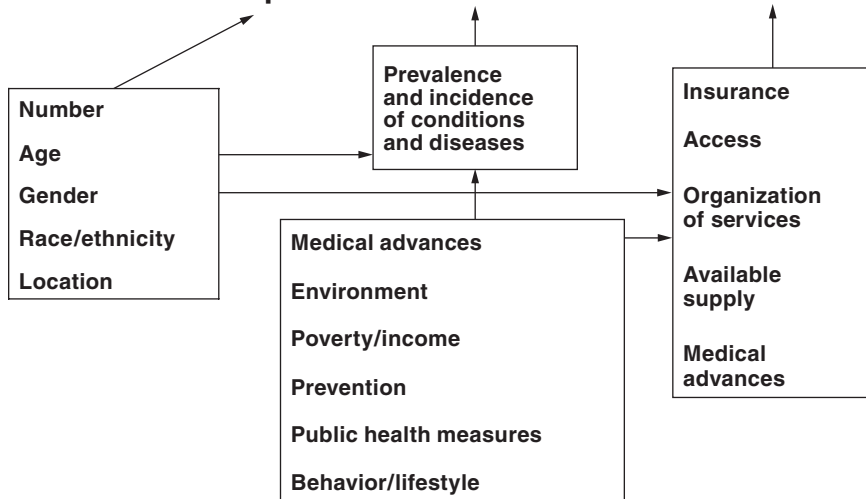 Number
Age
Gender
Race/ethnicity
Location
Prevalence
and incidence
of conditions
and diseases
Medical advances
Environment
Poverty/income
Prevention
Public health measures
Behavior/lifestyle
Insurance
Access
Organization
of services
Available
supply
Medical
advances